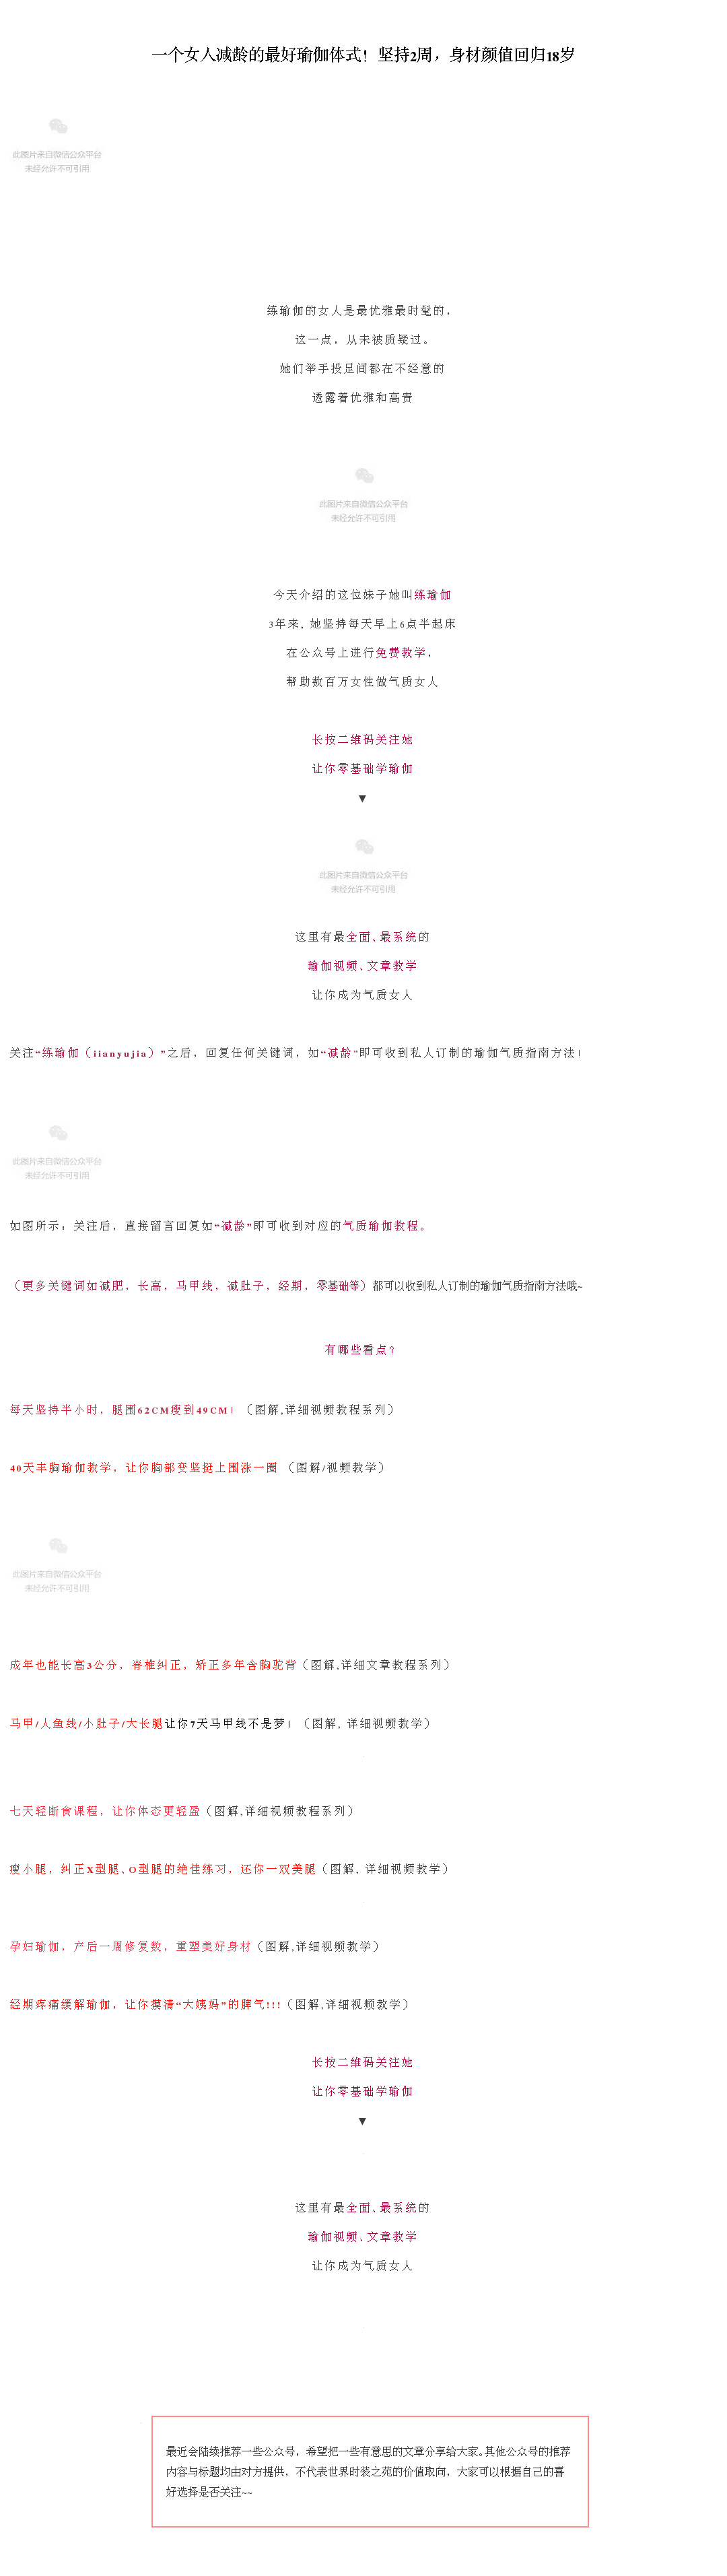 一个女人减龄的最好瑜伽体式！坚持2周，身材颜值回归18岁
此图片来自微信公众平台
未经允许不可引用
练瑜伽的女人是最优雅最时髦的，
这一点，从未被质疑过。
她们举手投足间都在不经意的
透露着优雅和高贵
此图片来自微信公众平台
未经允许不可引用
今天介绍的这位妹子她叫练瑜伽
3年来，她坚持每天早上6点半起床
在公众号上进行免费教学，
帮助数百万女性做气质女人
长按二维码关注她
让你零基础学瑜伽
▼
此图片来自微信公众平台
未经允许不可引用
这里有最全面、最系统的
瑜伽视频、文章教学
让你成为气质女人
关注“练瑜伽（iianyujia）”之后，回复任何关键词，如“减龄”即可收到私人订制的瑜伽气质指南方法！
此图片来自微信公众平台
未经允许不可引用
如图所示：关注后，直接留言回复如“减龄”即可收到对应的气质瑜伽教程。
（更多关键词如减肥，长高，马甲线，减肚子，经期，零基础等）都可以收到私人订制的瑜伽气质指南方法哦~
有哪些看点？
每天坚持半小时，腿围62CM瘦到49CM！（图解,详细视频教程系列）
40天丰胸瑜伽教学，让你胸部变坚挺上围涨一圈 （图解/视频教学）
此图片来自微信公众平台
未经允许不可引用
成年也能长高3公分，脊椎纠正，矫正多年含胸驼背（图解,详细文章教程系列）
马甲/人鱼线/小肚子/大长腿让你7天马甲线不是梦！（图解, 详细视频教学）
七天轻断食课程，让你体态更轻盈（图解,详细视频教程系列）
瘦小腿，纠正X型腿、O型腿的绝佳练习，还你一双美腿（图解, 详细视频教学）
孕妇瑜伽，产后一周修复数，重塑美好身材（图解,详细视频教学）
经期疼痛缓解瑜伽，让你摸清“大姨妈”的脾气!!!（图解,详细视频教学）
长按二维码关注她
让你零基础学瑜伽
▼
这里有最全面、最系统的
瑜伽视频、文章教学
让你成为气质女人
最近会陆续推荐一些公众号，希望把一些有意思的文章分享给大家。其他公众号的推荐
内容与标题均由对方提供，不代表世界时装之苑的价值取向，大家可以根据自己的喜
好选择是否关注~~